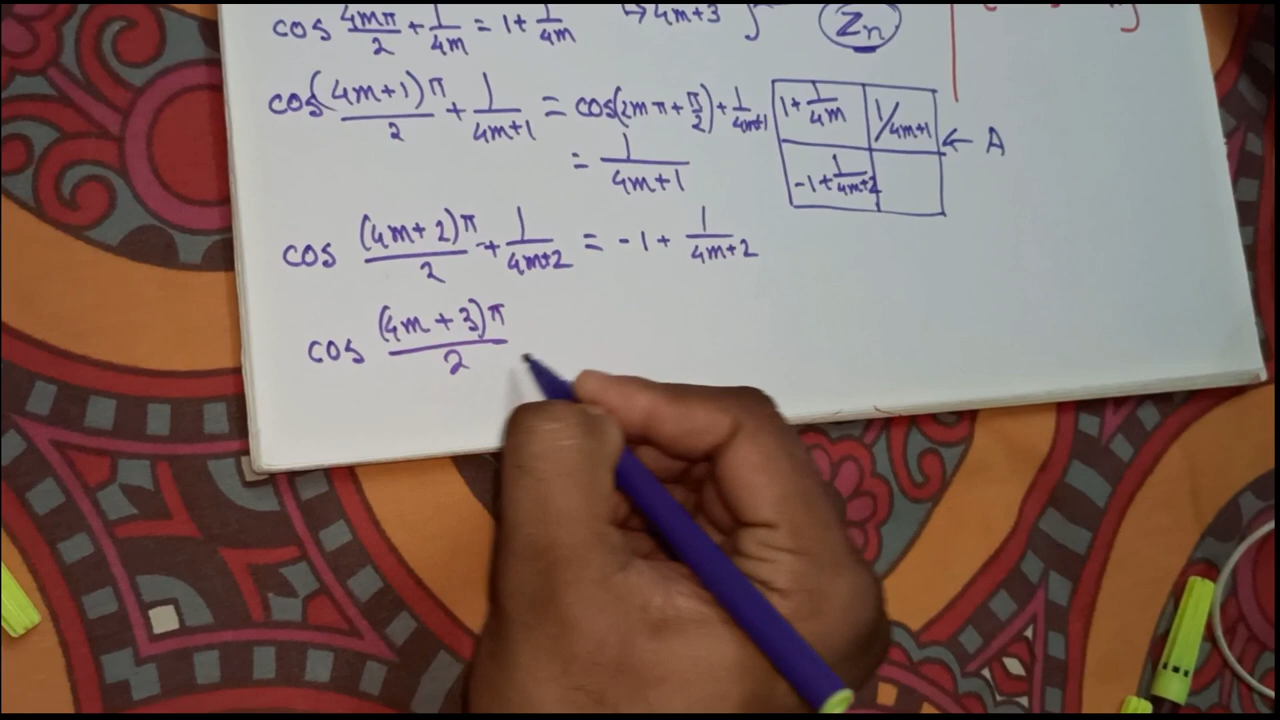 cos 4mπ/2 + 1/4m = 1 + 1/4m ↳ 4m+3 } Zn
cos (4m+1)π/2 + 1/4m+1 = cos(2mπ + π/2) + 1/4m+1
= 1/4m+1
1 + 1/4m 1/4m+1 ← A
-1 + 1/4m+2
cos (4m+2)π/2 + 1/4m+2 = -1 + 1/4m+2
cos (4m+3)π/2